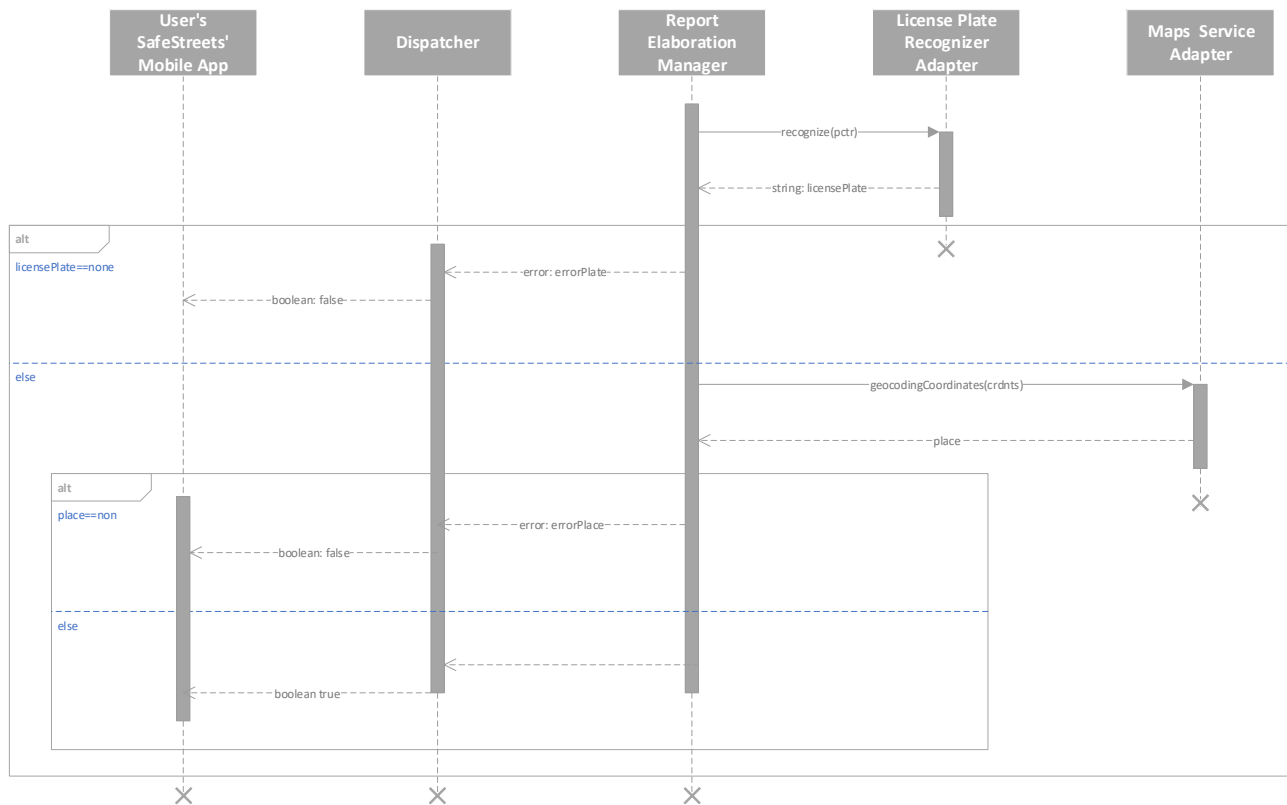 User's
SafeStreets'
Mobile App
Dispatcher
Report
Elaboration
Manager
License Plate
Recognizer
Adapter
Maps Service
Adapter
recognize(pctr)
string: licensePlate
alt
licensePlate==none
error: errorPlate
boolean: false
else
geocodingCoordinates(crdnts)
place
alt
place==non
error: errorPlace
boolean: false
else
boolean true